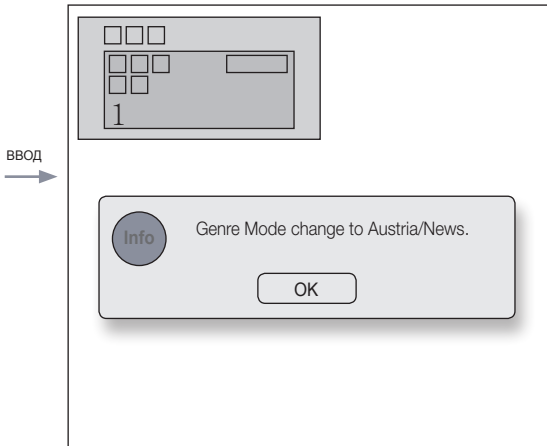 1
ВВОД
Info
Genre Mode change to Austria/News.
OK